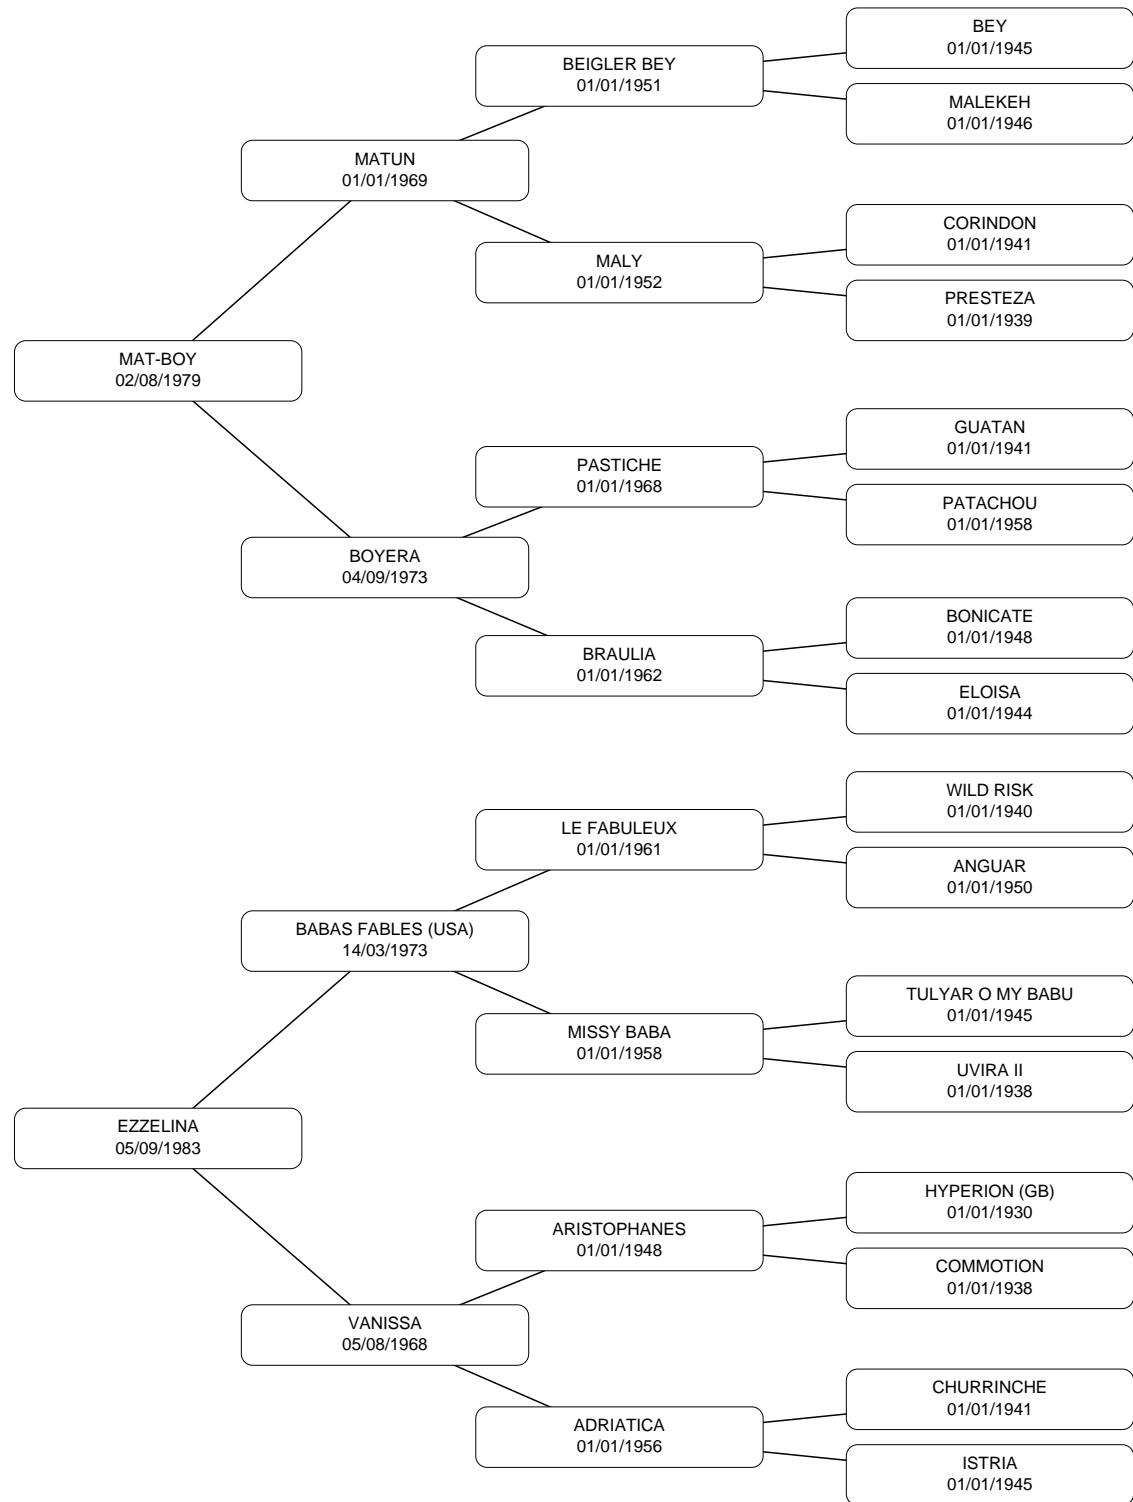 BEY
01/01/1945
BEIGLER BEY
01/01/1951
MALEKEH
01/01/1946
MATUN
01/01/1969
CORINDON
01/01/1941
MALY
01/01/1952
PRESTEZA
01/01/1939
MAT-BOY
02/08/1979
GUATAN
01/01/1941
PASTICHE
01/01/1968
PATACHOU
01/01/1958
BOYERA
04/09/1973
BONICATE
01/01/1948
BRAULIA
01/01/1962
ELOISA
01/01/1944
WILD RISK
01/01/1940
LE FABULEUX
01/01/1961
ANGUAR
01/01/1950
BABAS FABLES (USA)
14/03/1973
TULYAR O MY BABU
01/01/1945
MISSY BABA
01/01/1958
UVIRA II
01/01/1938
EZZELINA
05/09/1983
HYPERION (GB)
01/01/1930
ARISTOPHANES
01/01/1948
COMMOTION
01/01/1938
VANISSA
05/08/1968
CHURRINCHE
01/01/1941
ADRIATICA
01/01/1956
ISTRIA
01/01/1945